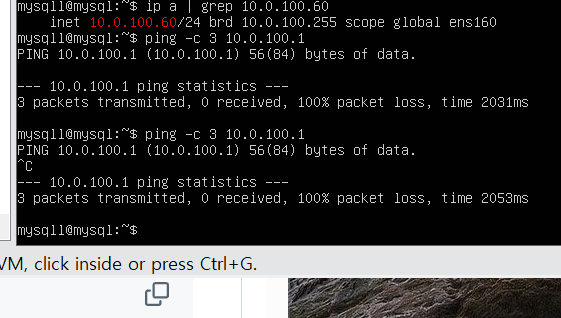 mysqll@mysql:~$ ip a | grep 10.0.100.60
    inet 10.0.100.60/24 brd 10.0.100.255 scope global ens160
mysqll@mysql:~$ ping -c 3 10.0.100.1
PING 10.0.100.1 (10.0.100.1) 56(84) bytes of data.

--- 10.0.100.1 ping statistics ---
3 packets transmitted, 0 received, 100% packet loss, time 2031ms

mysqll@mysql:~$ ping -c 3 10.0.100.1
PING 10.0.100.1 (10.0.100.1) 56(84) bytes of data.
^C
--- 10.0.100.1 ping statistics ---
3 packets transmitted, 0 received, 100% packet loss, time 2053ms

mysqll@mysql:~$
VM, click inside or press Ctrl+G.